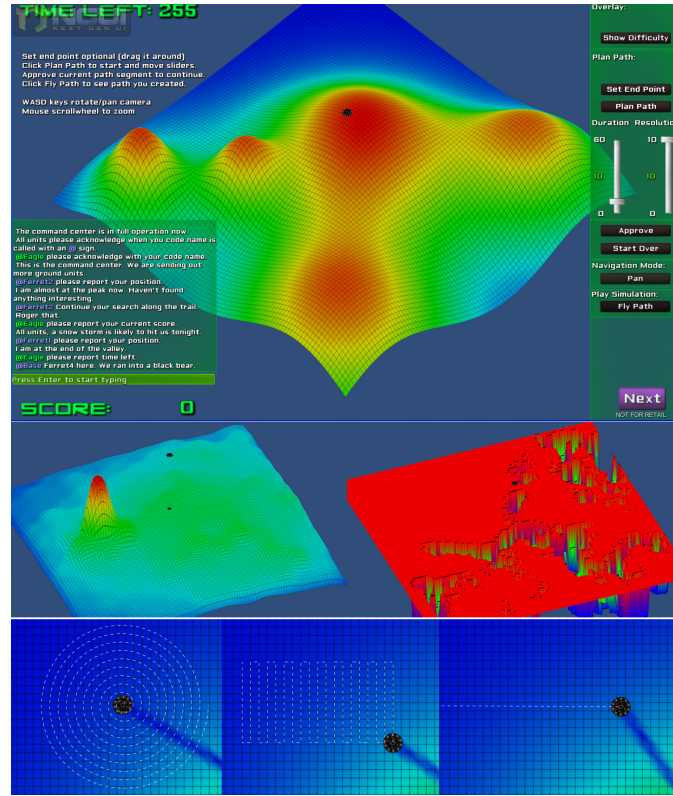 TIME LEFT: 255
NGUI
NEXT-GEN UI
Set end point optional (drag it around)
Click Plan Path to start and move sliders.
Approve current path segment to continue.
Click Fly Path to see path you created.
WASD keys rotate/pan camera
Mouse scrollwheel to zoom
The command center is in full operation now.
All units please acknowledge when you code name is
called with an @ sign.
@Eagle please acknowledge with your code name.
This is the command center. We are sending out
more ground units.
@Ferret2 please report your position.
I am almost at the peak now. Haven't found
anything interesting.
@Ferret2 Continue your search along the trail.
Roger that.
@Eagle please report your current score.
All units, a snow storm is likely to hit us tonight.
@Ferret1 please report your position.
I am at the end of the valley.
@Eagle please report time left.
@Base Ferret4 here. We ran into a black bear.
Press Enter to start typing
SCORE: 0
Overlay:
Show Difficulty
Plan Path:
Set End Point
Plan Path
Duration Resolutio
60 10
10 10
0 0
Approve
Start Over
Navigation Mode:
Pan
Play Simulation:
Fly Path
Next
NOT FOR RETAIL